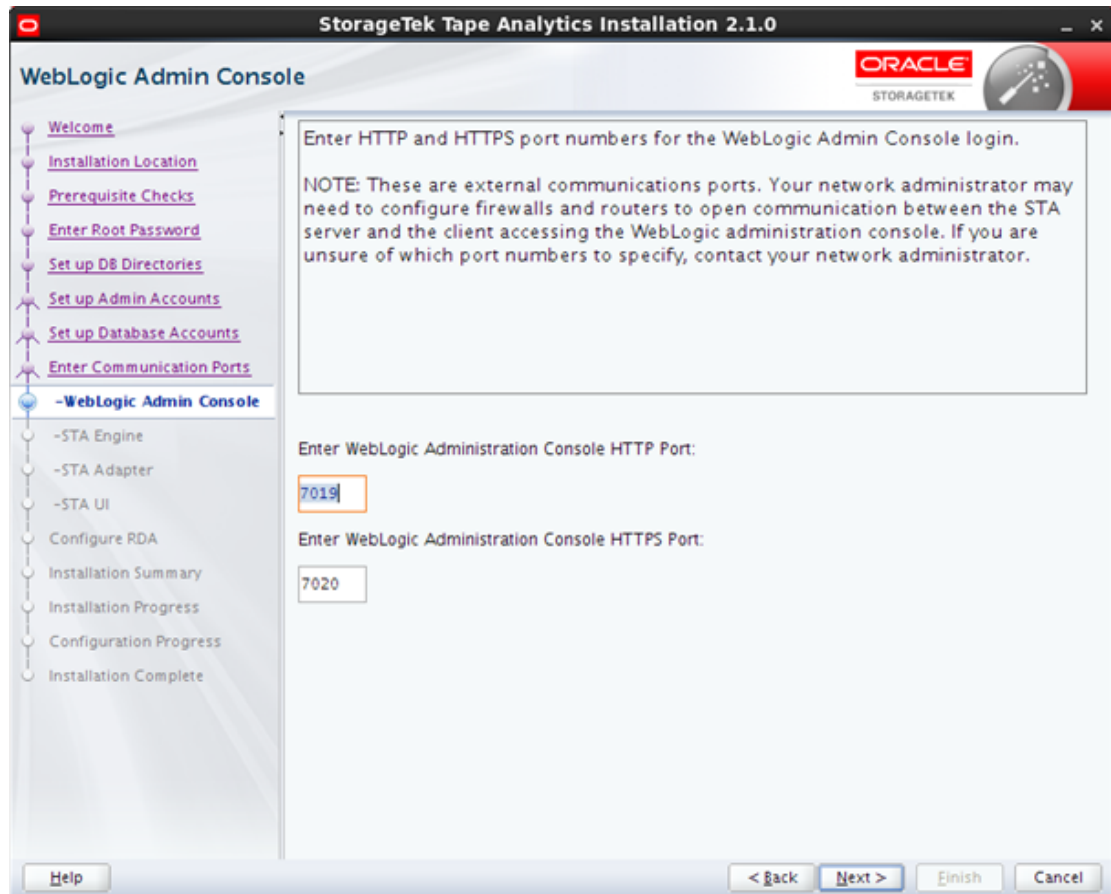 StorageTek Tape Analytics Installation 2.1.0
WebLogic Admin Console
ORACLE
STORAGETEK
Welcome
Installation Location
Prerequisite Checks
Enter Root Password
Set up DB Directories
Set up Admin Accounts
Set up Database Accounts
Enter Communication Ports
-WebLogic Admin Console
-STA Engine
-STA Adapter
-STA UI
Configure RDA
Installation Summary
Installation Progress
Configuration Progress
Installation Complete
Enter HTTP and HTTPS port numbers for the WebLogic Admin Console login.
NOTE: These are external communications ports. Your network administrator may
need to configure firewalls and routers to open communication between the STA
server and the client accessing the WebLogic administration console. If you are
unsure of which port numbers to specify, contact your network administrator.
Enter WebLogic Administration Console HTTP Port:
7019
Enter WebLogic Administration Console HTTPS Port:
7020
Help
< Back
Next >
Finish
Cancel